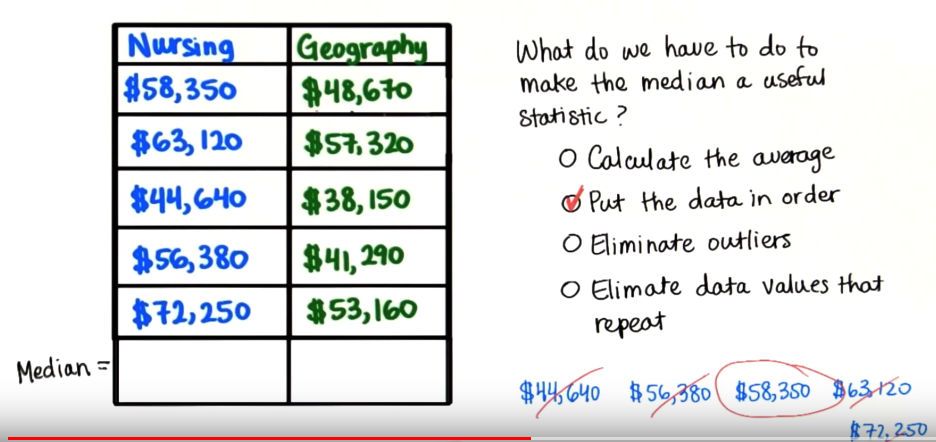 Nursing Geography
$58,350 $48,670
$63,120 $57,320
$44,640 $38,150
$56,380 $41,290
$72,250 $53,160
Median =
What do we have to do to
make the median a useful
statistic?
Calculate the average
Put the data in order
Eliminate outliers
Elimate data values that
repeat
$44,640 $56,380 $58,350 $63,120
$72,250